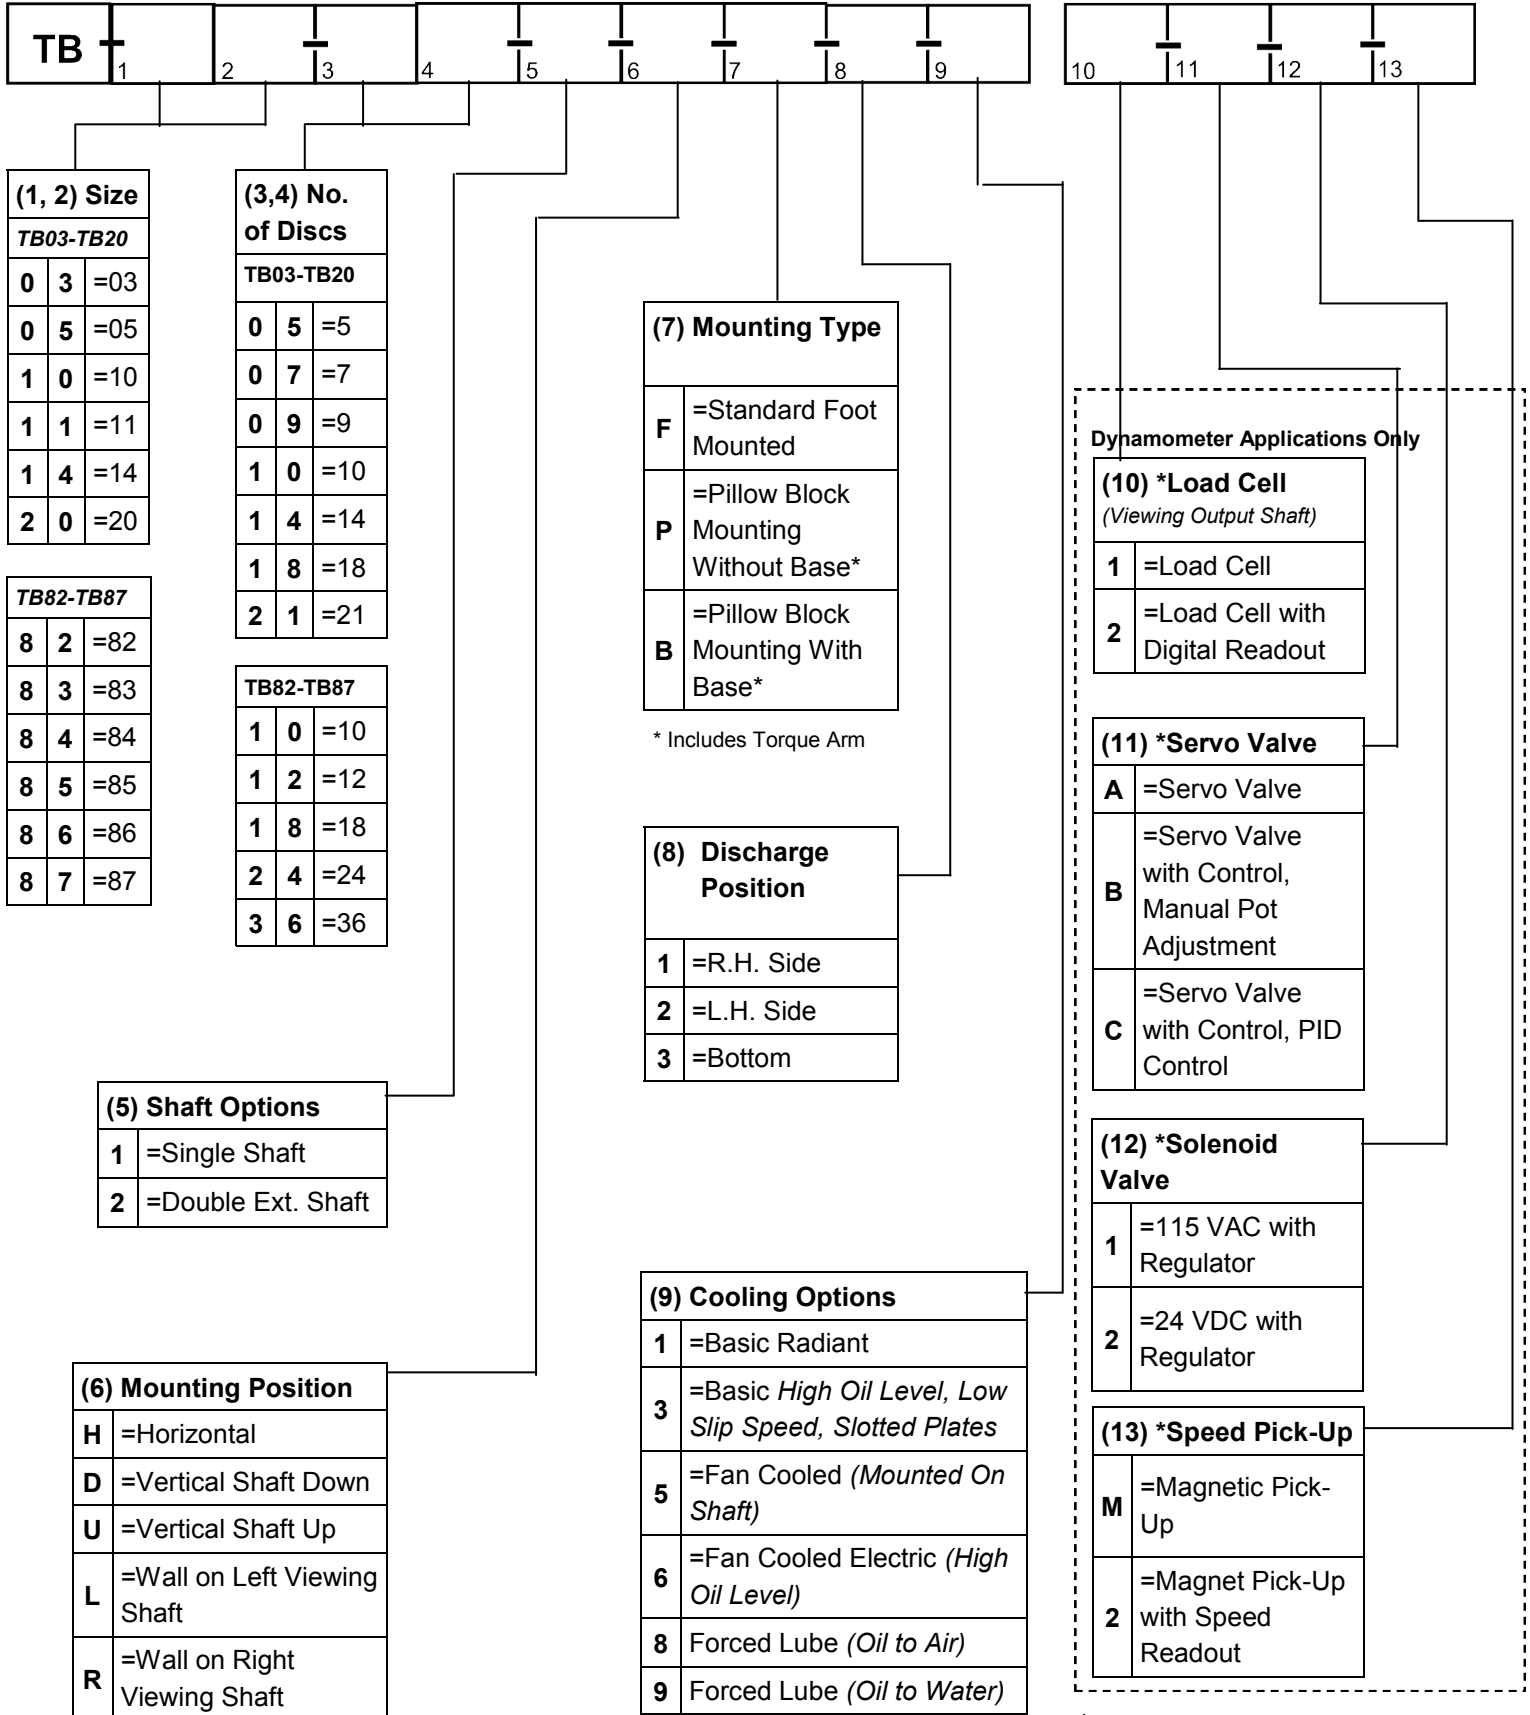 TB
1 2 3 4 5 6 7 8 9 10 11 12 13
(1, 2) Size
TB03-TB20
0 3 =03
0 5 =05
1 0 =10
1 1 =11
1 4 =14
2 0 =20
TB82-TB87
8 2 =82
8 3 =83
8 4 =84
8 5 =85
8 6 =86
8 7 =87
(3,4) No.
of Discs
TB03-TB20
0 5 =5
0 7 =7
0 9 =9
1 0 =10
1 4 =14
1 8 =18
2 1 =21
TB82-TB87
1 0 =10
1 2 =12
1 8 =18
2 4 =24
3 6 =36
(5) Shaft Options
1 =Single Shaft
2 =Double Ext. Shaft
(6) Mounting Position
H =Horizontal
D =Vertical Shaft Down
U =Vertical Shaft Up
L =Wall on Left Viewing
Shaft
R =Wall on Right
Viewing Shaft
(7) Mounting Type
F =Standard Foot
Mounted
P =Pillow Block
Mounting
Without Base*
B =Pillow Block
Mounting With
Base*
* Includes Torque Arm
(8) Discharge
Position
1 =R.H. Side
2 =L.H. Side
3 =Bottom
(9) Cooling Options
1 =Basic Radiant
3 =Basic High Oil Level, Low
Slip Speed, Slotted Plates
5 =Fan Cooled (Mounted On
Shaft)
6 =Fan Cooled Electric (High
Oil Level)
8 Forced Lube (Oil to Air)
9 Forced Lube (Oil to Water)
Dynamometer Applications Only
(10) *Load Cell
(Viewing Output Shaft)
1 =Load Cell
2 =Load Cell with
Digital Readout
(11) *Servo Valve
A =Servo Valve
B =Servo Valve
with Control,
Manual Pot
Adjustment
C =Servo Valve
with Control, PID
Control
(12) *Solenoid
Valve
1 =115 VAC with
Regulator
2 =24 VDC with
Regulator
(13) *Speed Pick-Up
M =Magnetic Pick-
Up
2 =Magnet Pick-Up
with Speed
Readout